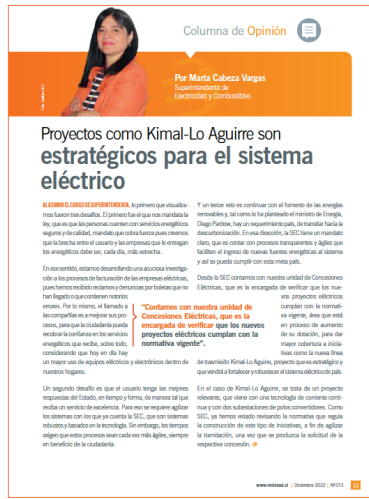 Columna de Opinión
Por Marta Cabeza Vargas
Superintendenta de
Electricidad y Combustibles
Proyectos como Kimal-Lo Aguirre son
estratégicos para el sistema
eléctrico
AL ASUMIR EL CARGO DE SUPERINTENDENTA, lo primero que visualiza-
mos fueron tres desafíos. El primero fue el que nos mandata la
ley, que es que las personas cuenten con servicios energéticos
seguros y de calidad, mandato que cobra fuerza pues creemos
que la brecha entre el usuario y las empresas que le entregan
los energéticos debe ser, cada día, más estrecha.
En ese sentido, estamos desarrollando una acuciosa investiga-
ción a los procesos de facturación de las empresas eléctricas,
pues hemos recibido reclamos y denuncias por boletas que no
han llegado o que contienen notorios
errores. Por lo mismo, el llamado a
las compañías es a mejorar sus pro-
cesos, para que la ciudadanía pueda
recobrar la confianza en los servicios
energéticos que recibe, sobre todo,
considerando que hoy en día hay
un mayor uso de equipos eléctricos y electrónicos dentro de
nuestros hogares.
Un segundo desafío es que el usuario tenga las mejores
respuestas del Estado, en tiempo y forma, de manera tal que
reciba un servicio de excelencia. Para eso se requiere agilizar
los sistemas con los que ya cuenta la SEC, que son sistemas
robustos y basados en la tecnología. Sin embargo, los tiempos
exigen que estos procesos sean cada vez más ágiles, siempre
en beneficio de la ciudadanía.
"Contamos con nuestra unidad de
Concesiones Eléctricas, que es la
encargada de verificar que los nuevos
proyectos eléctricos cumplan con la
normativa vigente".
Y un tercer reto es continuar con el fomento de las energías
renovables y, tal como lo ha planteado el ministro de Energía,
Diego Pardow, hay un requerimiento país, de transitar hacia la
descarbonización. En esa dirección, la SEC tiene un mandato
claro, que es contar con procesos transparentes y ágiles que
faciliten el ingreso de nuevas fuentes energéticas al sistema
y así se pueda cumplir con esta meta país.
Desde la SEC contamos con nuestra unidad de Concesiones
Eléctricas, que es la encargada de verificar que los nue-
vos proyectos eléctricos
cumplan con la normati-
va vigente, área que está
en proceso de aumento
de su dotación, para dar
mayor cobertura a inicia-
tivas como la nueva línea
de trasmisión Kimal-Lo Aguirre, proyecto que es estratégico y
que vendrá a fortalecer y robustecer el sistema eléctrico de país.
En el caso de Kimal-Lo Aguirre, se trata de un proyecto
relevante, que viene con una tecnología de corriente conti-
nua y con dos subestaciones de polos convertidores. Como
SEC, ya hemos estado revisando la normativa que regula
la construcción de este tipo de iniciativas, a fin de agilizar
la tramitación, una vez que se produzca la solicitud de la
respectiva concesión.
www.revistaei.cl | Diciembre 2022 | Nº273
13